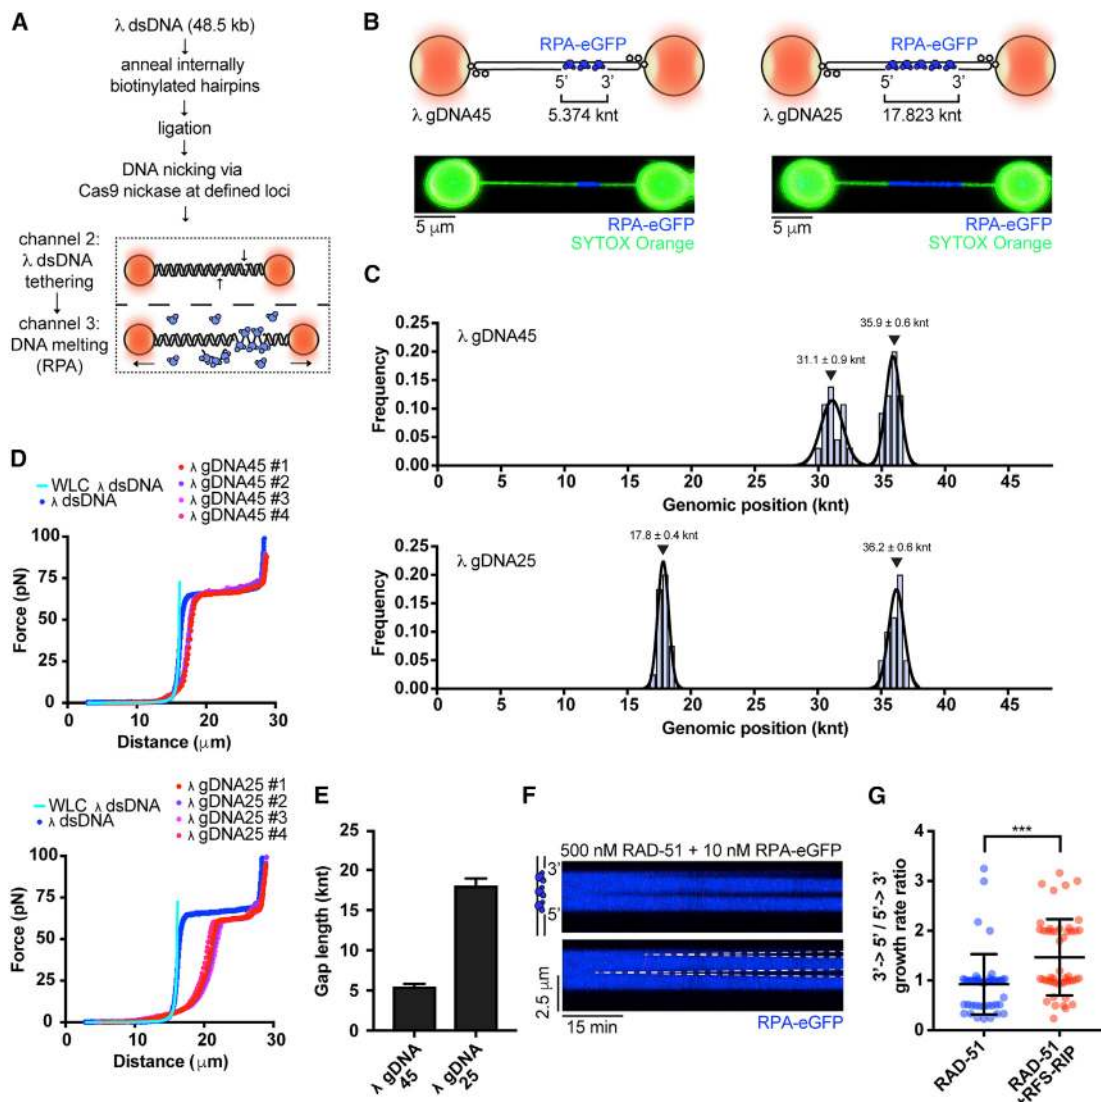 A
λ dsDNA (48.5 kb)
anneal internally
biotinylated hairpins
ligation
DNA nicking via
Cas9 nickase at defined loci
channel 2:
λ dsDNA
tethering
channel 3:
DNA melting
(RPA)
B
RPA-eGFP
5' 3'
λ gDNA45
5.374 knt
RPA-eGFP
5' 3'
λ gDNA25
17.823 knt
5 μm
RPA-eGFP
SYTOX Orange
5 μm
RPA-eGFP
SYTOX Orange
C
λ gDNA45
31.1 ± 0.9 knt
35.9 ± 0.6 knt
Frequency
0.25
0.20
0.15
0.10
0.05
0.00
0 5 10 15 20 25 30 35 40 45
Genomic position (knt)
λ gDNA25
17.8 ± 0.4 knt
36.2 ± 0.6 knt
Frequency
0.25
0.20
0.15
0.10
0.05
0.00
0 5 10 15 20 25 30 35 40 45
Genomic position (knt)
D
WLC λ dsDNA
λ dsDNA
λ gDNA45 #1
λ gDNA45 #2
λ gDNA45 #3
λ gDNA45 #4
Force (pN)
100
75
50
25
0
0 10 20 30
Distance (μm)
WLC λ dsDNA
λ dsDNA
λ gDNA25 #1
λ gDNA25 #2
λ gDNA25 #3
λ gDNA25 #4
Force (pN)
100
75
50
25
0
0 10 20 30
Distance (μm)
E
Gap length (knt)
25
20
15
10
5
0
λ gDNA
45
λ gDNA
25
F
500 nM RAD-51 + 10 nM RPA-eGFP
3'
5'
2.5 μm
15 min
RPA-eGFP
G
***
3'-> 5' / 5'-> 3'
growth rate ratio
4
3
2
1
0
RAD-51
RAD-51
+RFS-RIP